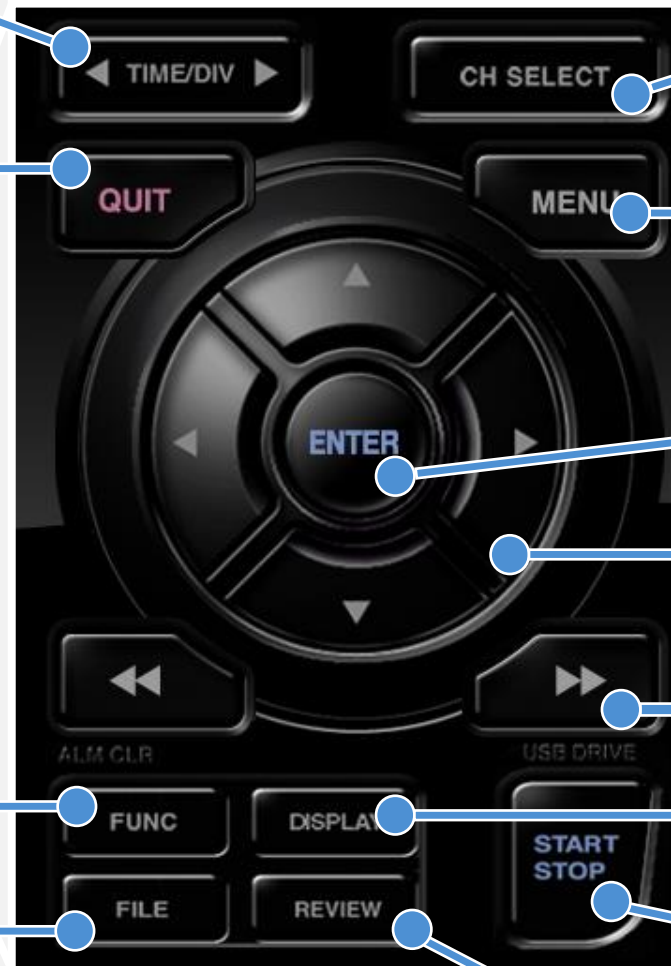 ◀ TIME/DIV ▶
CH SELECT
QUIT
MENU
ENTER
ALM CLR
USB DRIVE
FUNC
DISPLAY
START
STOP
FILE
REVIEW